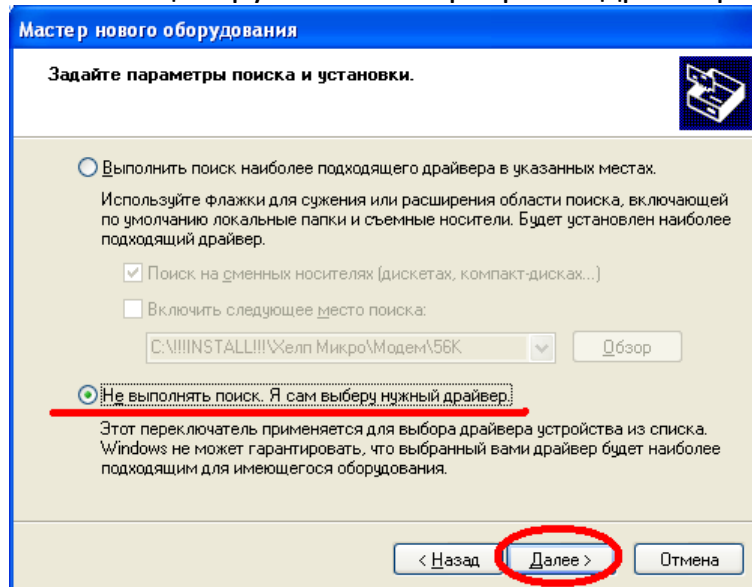 Мастер нового оборудования
Задайте параметры поиска и установки.
Выполнить поиск наиболее подходящего драйвера в указанных местах.
Используйте флажки для сужения или расширения области поиска, включающей
по умолчанию локальные папки и съемные носители. Будет установлен наиболее
подходящий драйвер.
Поиск на сменных носителях (дискетах, компакт-дисках...)
Включить следующее место поиска:
C:\!!!!INSTALL!!!\Хелп Микро\Модем\56K
Обзор
Не выполнять поиск. Я сам выберу нужный драйвер.
Этот переключатель применяется для выбора драйвера устройства из списка.
Windows не может гарантировать, что выбранный вами драйвер будет наиболее
подходящим для имеющегося оборудования.
< Назад Далее > Отмена